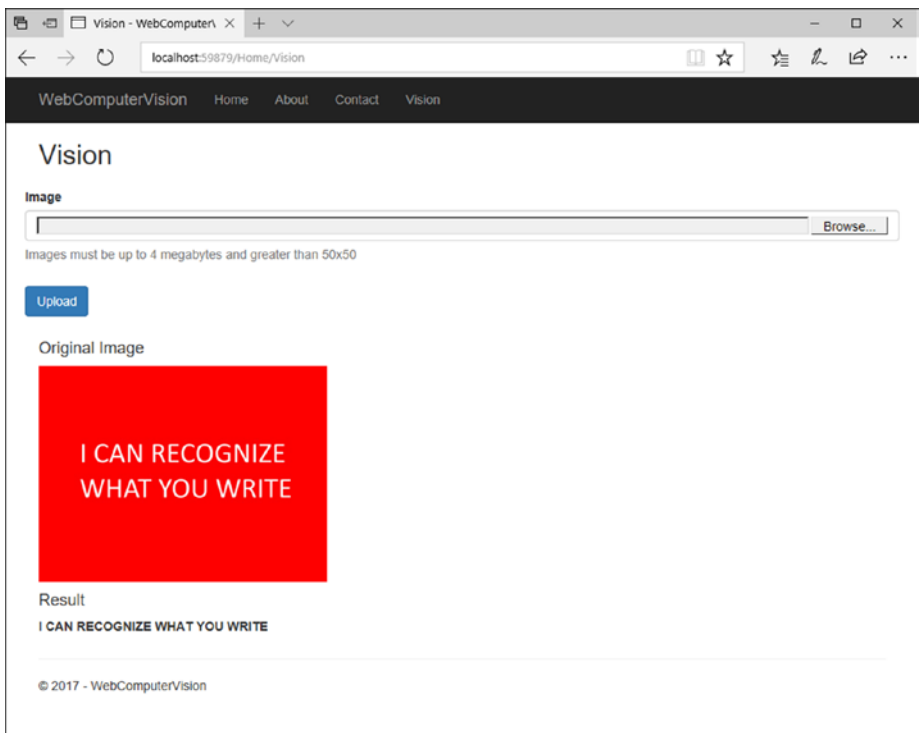 Vision - WebComputerV
localhost:59879/Home/Vision
WebComputerVision Home About Contact Vision
Vision
Image
Browse...
Images must be up to 4 megabytes and greater than 50x50
Upload
Original Image
I CAN RECOGNIZE
WHAT YOU WRITE
Result
I CAN RECOGNIZE WHAT YOU WRITE
© 2017 - WebComputerVision